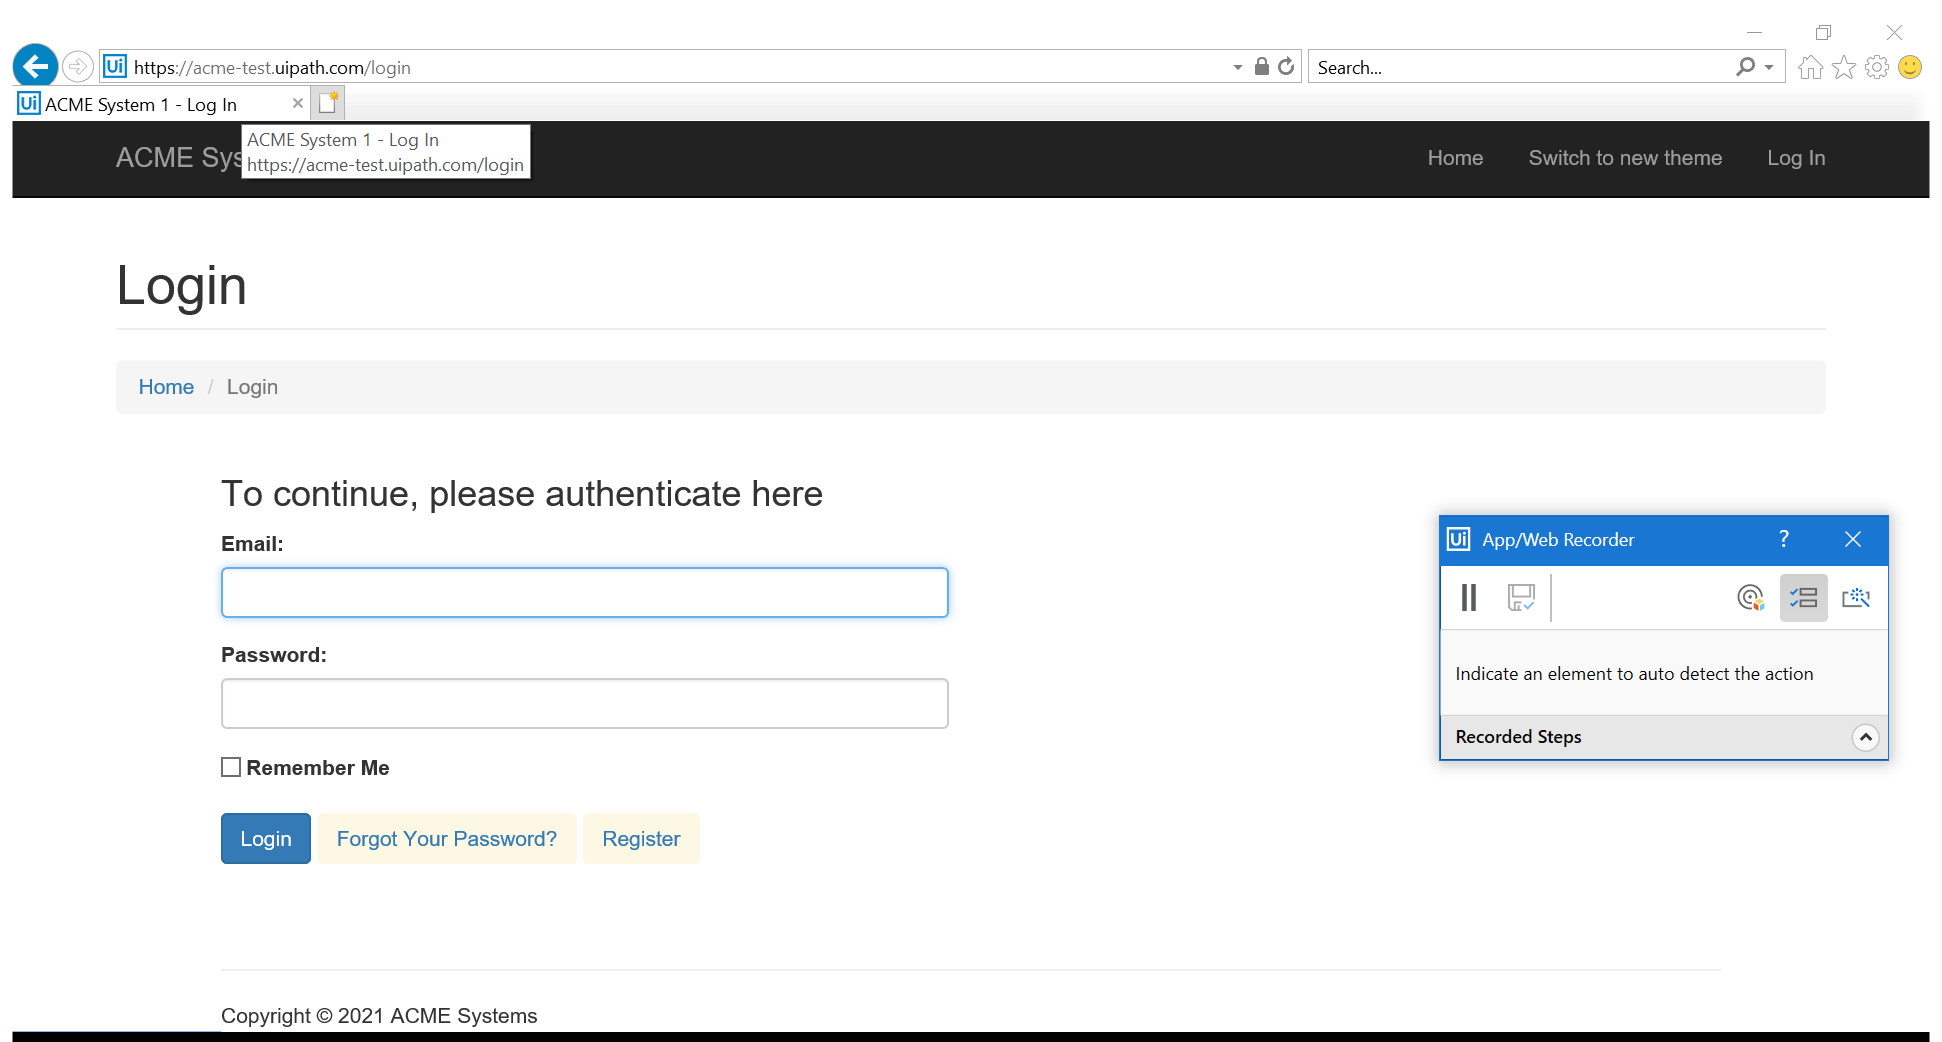 Ui https://acme-test.uipath.com/login
Search...
Ui ACME System 1 - Log In
ACME System 1 - Log In
https://acme-test.uipath.com/login
ACME Sys
Home Switch to new theme Log In
Login
Home / Login
To continue, please authenticate here
Email:
Password:
Remember Me
Login Forgot Your Password? Register
Copyright © 2021 ACME Systems
Ui App/Web Recorder ?
Indicate an element to auto detect the action
Recorded Steps